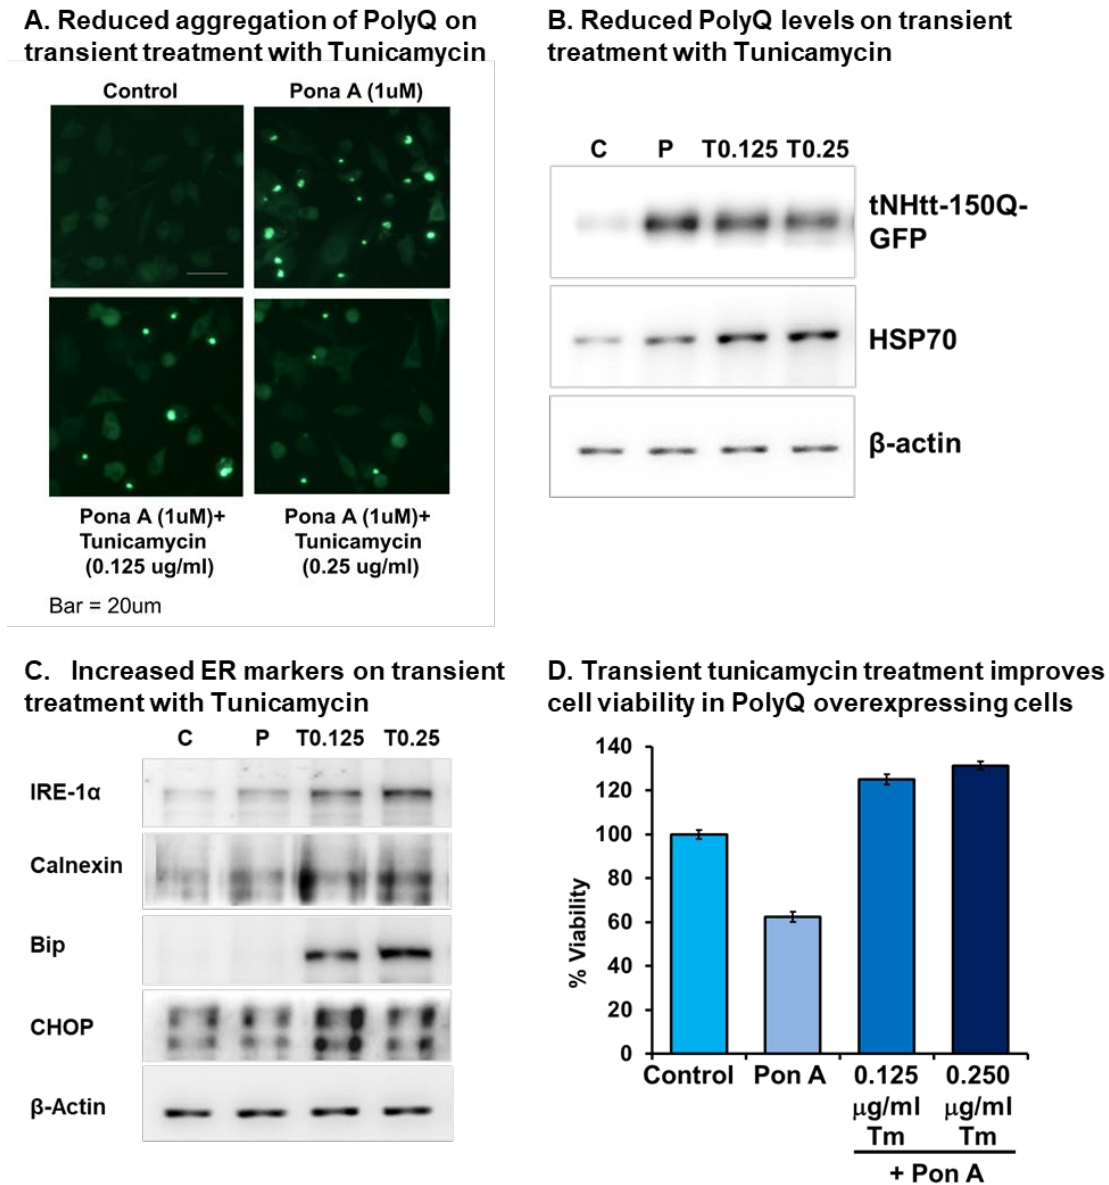 A. Reduced aggregation of PolyQ on
transient treatment with Tunicamycin
Control
Pona A (1uM)
Pona A (1uM)+
Tunicamycin
(0.125 ug/ml)
Pona A (1uM)+
Tunicamycin
(0.25 ug/ml)
Bar = 20um
B. Reduced PolyQ levels on transient
treatment with Tunicamycin
C P T0.125 T0.25
tNHtt-150Q-
GFP
HSP70
β-actin
C. Increased ER markers on transient
treatment with Tunicamycin
C P T0.125 T0.25
IRE-1α
Calnexin
Bip
CHOP
β-Actin
D. Transient tunicamycin treatment improves
cell viability in PolyQ overexpressing cells
% Viability
140
120
100
80
60
40
20
0
Control
Pon A
0.125
μg/ml
Tm
0.250
μg/ml
Tm
+ Pon A